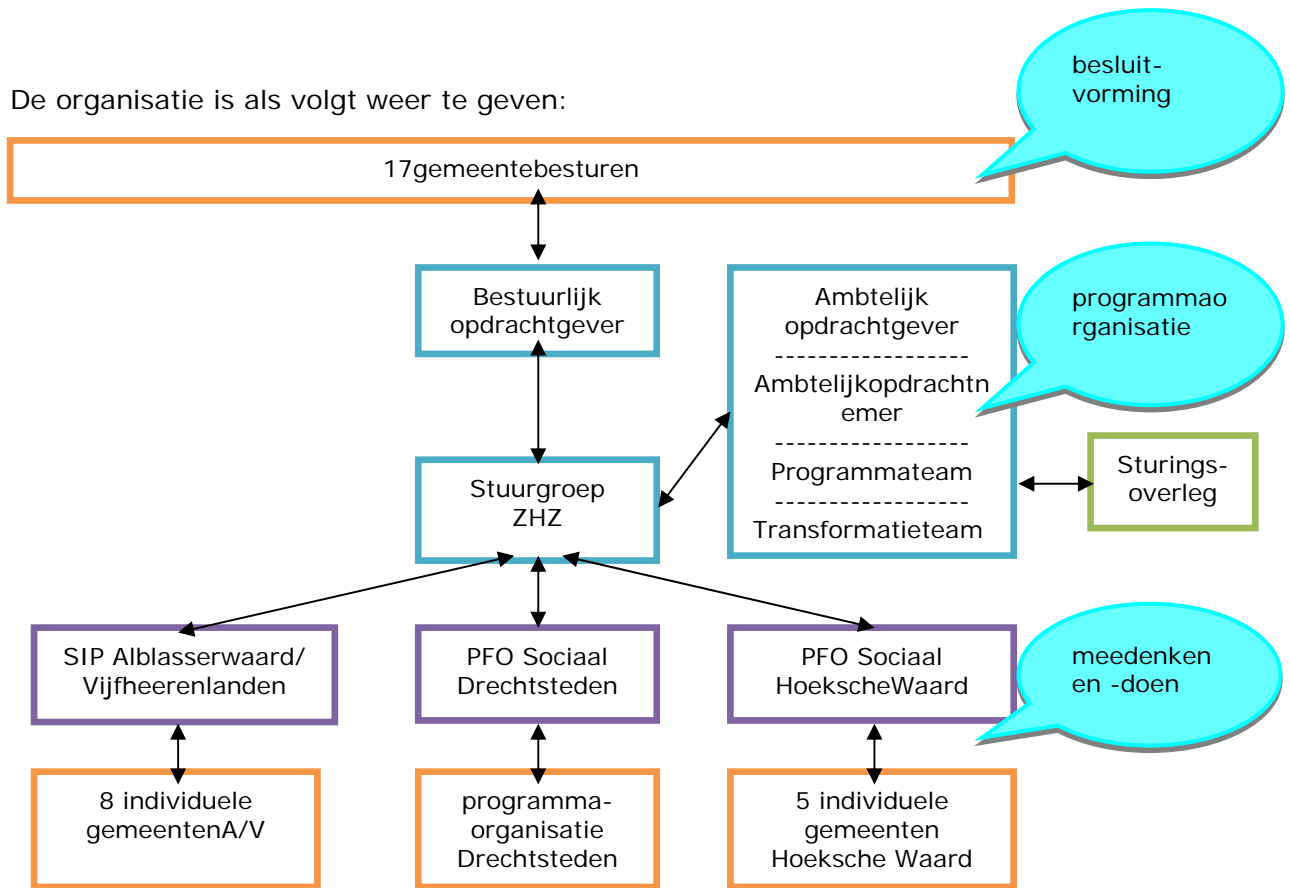 besluit-
vorming
De organisatie is als volgt weer te geven:
17gemeentebesturen
Bestuurlijk
opdrachtgever
Ambtelijk
opdrachtgever
------------------
Ambtelijkopdrachtn
emer
------------------
Programmateam
------------------
Transformatieteam
programmao
rganisatie
Sturings-
overleg
Stuurgroep
ZHZ
SIP Alblasserwaard/
Vijfheerenlanden
PFO Sociaal
Drechtsteden
PFO Sociaal
HoekscheWaard
meedenken
en -doen
8 individuele
gemeentenA/V
programma-
organisatie
Drechtsteden
5 individuele
gemeenten
Hoeksche Waard